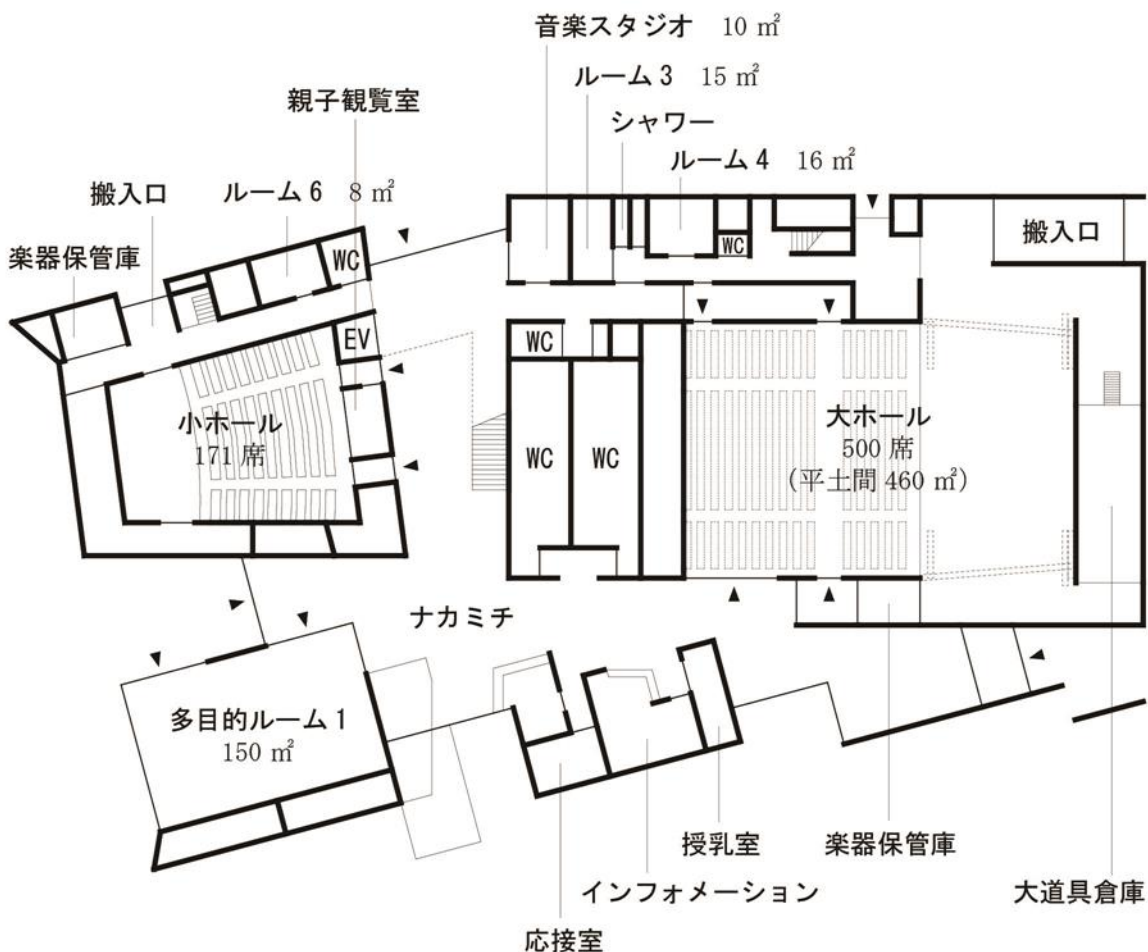 音楽スタジオ 10 ㎡
ルーム 3 15 ㎡
親子観覧室
シャワー
ルーム 4 16 ㎡
搬入口
ルーム 6 8 ㎡
楽器保管庫
WC
WC
搬入口
EV
WC
小ホール
171 席
WC
WC
大ホール
500 席
(平土間 460 ㎡)
ナカミチ
多目的ルーム 1
150 ㎡
授乳室
楽器保管庫
インフォメーション
大道具倉庫
応接室